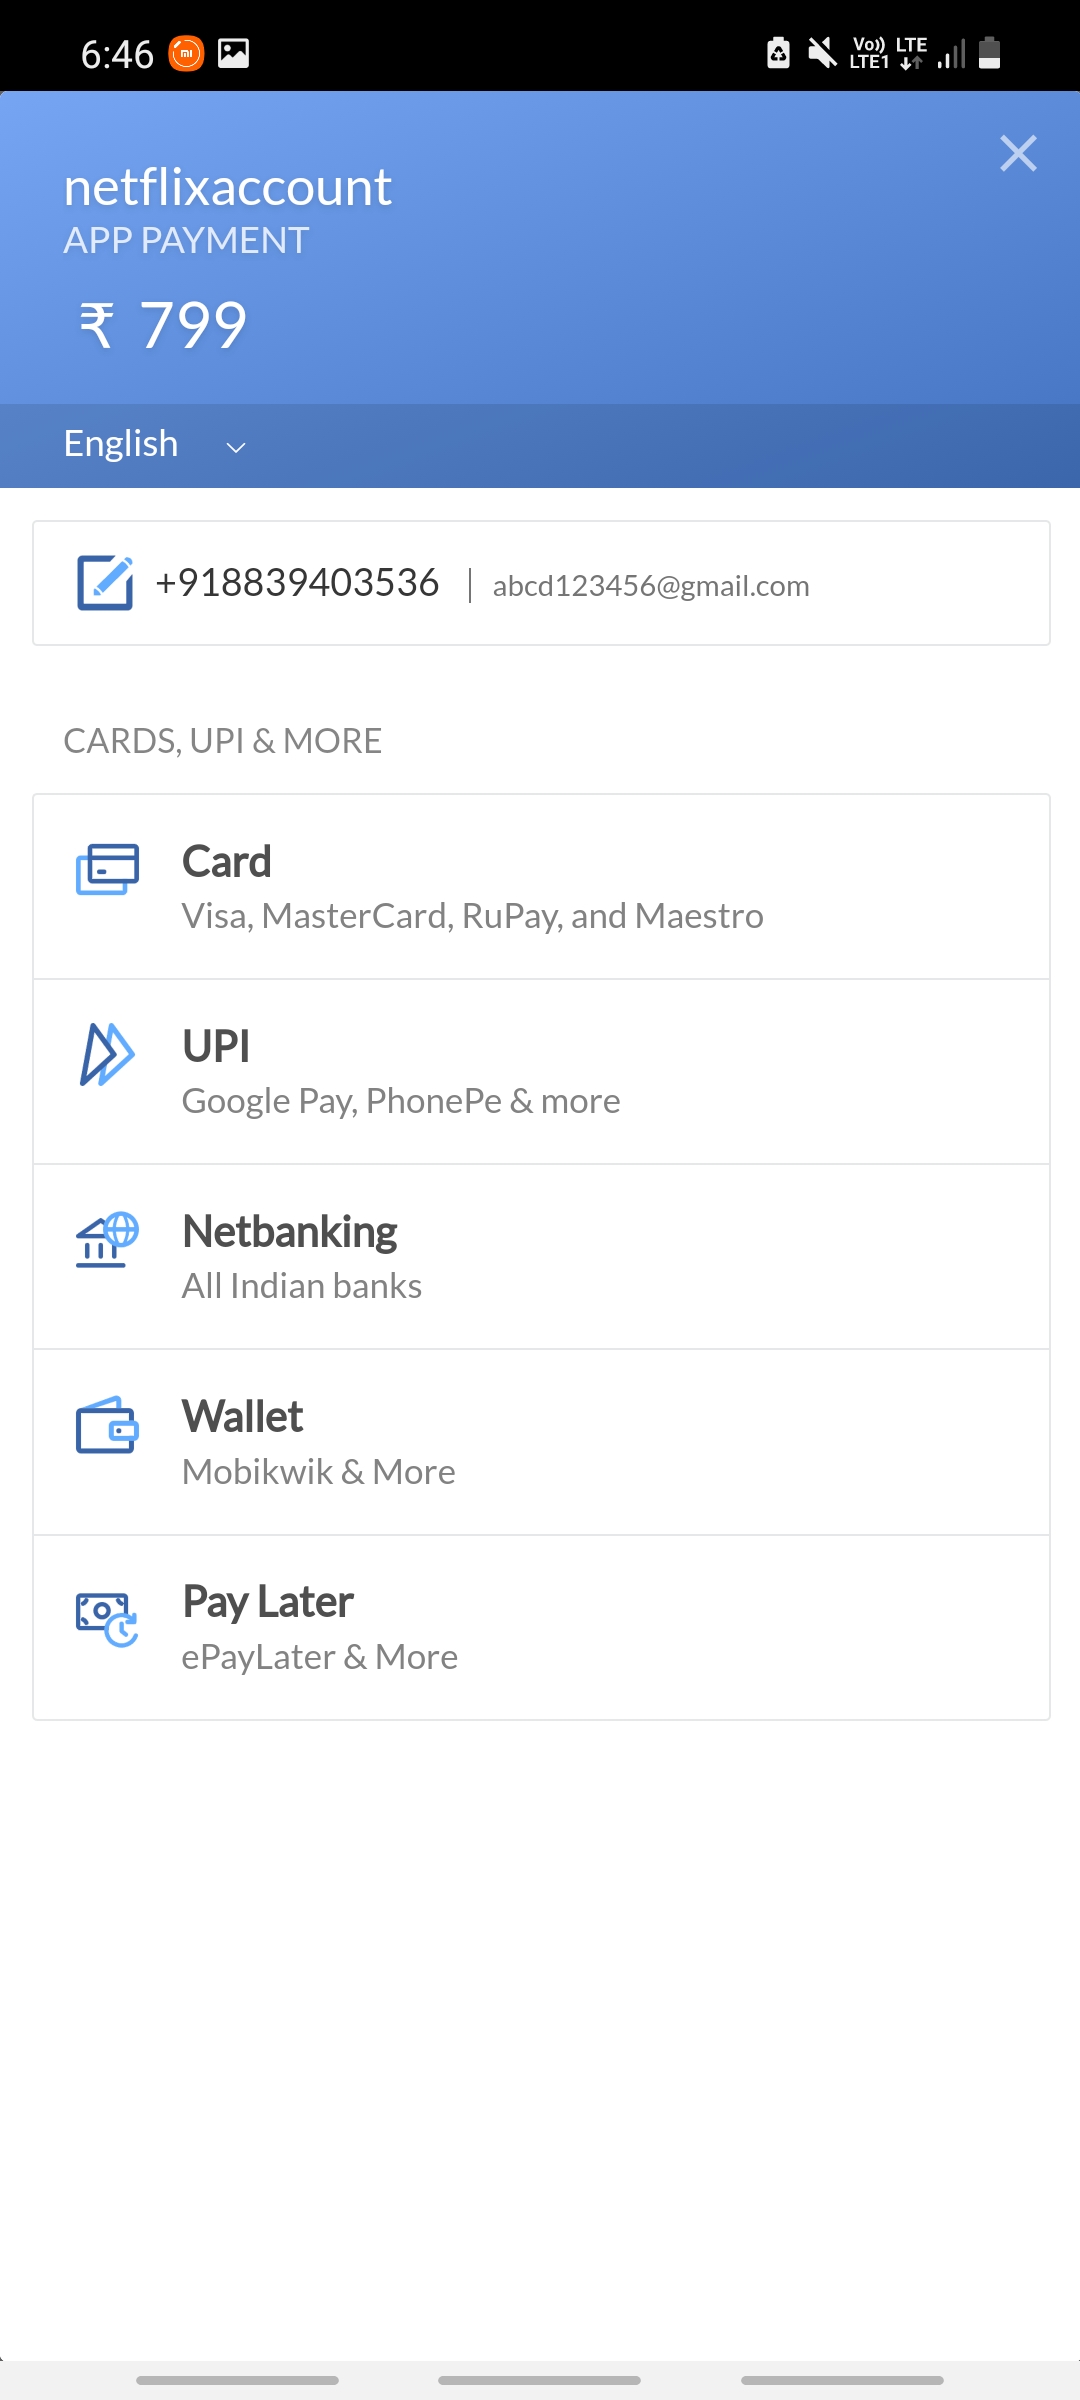 6:46
Vo)) LTE
LTE1
netflixaccount
APP PAYMENT
₹ 799
English
+918839403536 | abcd123456@gmail.com
CARDS, UPI & MORE
Card
Visa, MasterCard, RuPay, and Maestro
UPI
Google Pay, PhonePe & more
Netbanking
All Indian banks
Wallet
Mobikwik & More
Pay Later
ePayLater & More